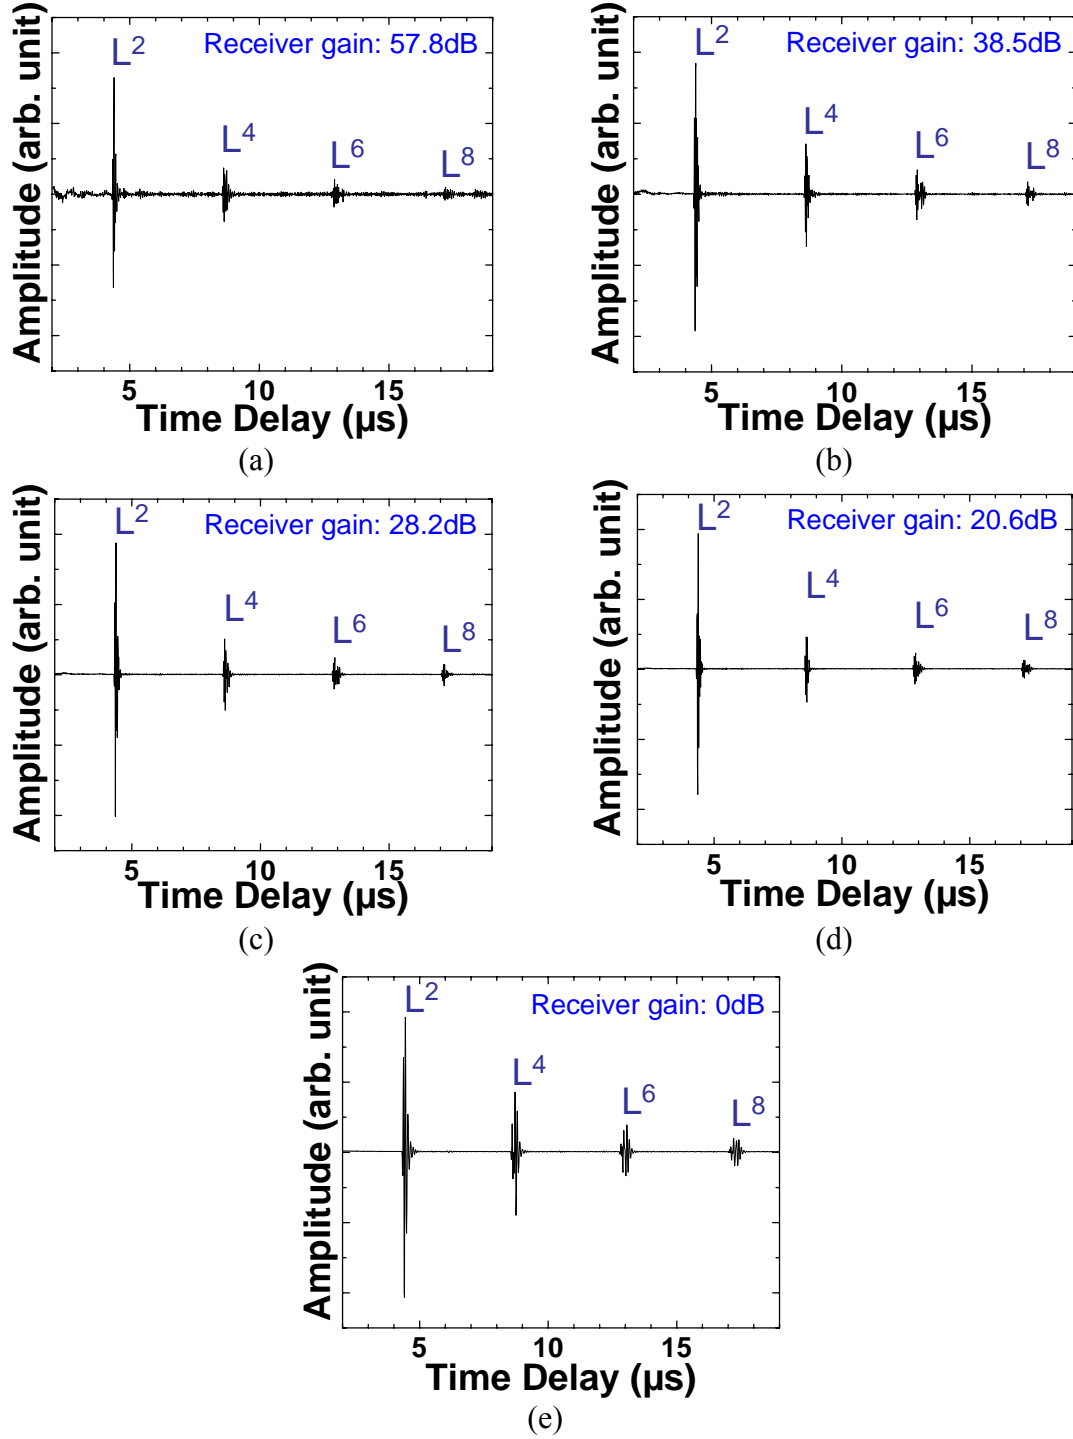 Receiver gain: 57.8dB
L2
L4
L6
L8
Amplitude (arb. unit)
5 10 15
Time Delay (µs)
(a)
Receiver gain: 38.5dB
L2
L4
L6
L8
Amplitude (arb. unit)
5 10 15
Time Delay (µs)
(b)
Receiver gain: 28.2dB
L2
L4
L6
L8
Amplitude (arb. unit)
5 10 15
Time Delay (µs)
(c)
Receiver gain: 20.6dB
L2
L4
L6
L8
Amplitude (arb. unit)
5 10 15
Time Delay (µs)
(d)
Receiver gain: 0dB
L2
L4
L6
L8
Amplitude (arb. unit)
5 10 15
Time Delay (µs)
(e)